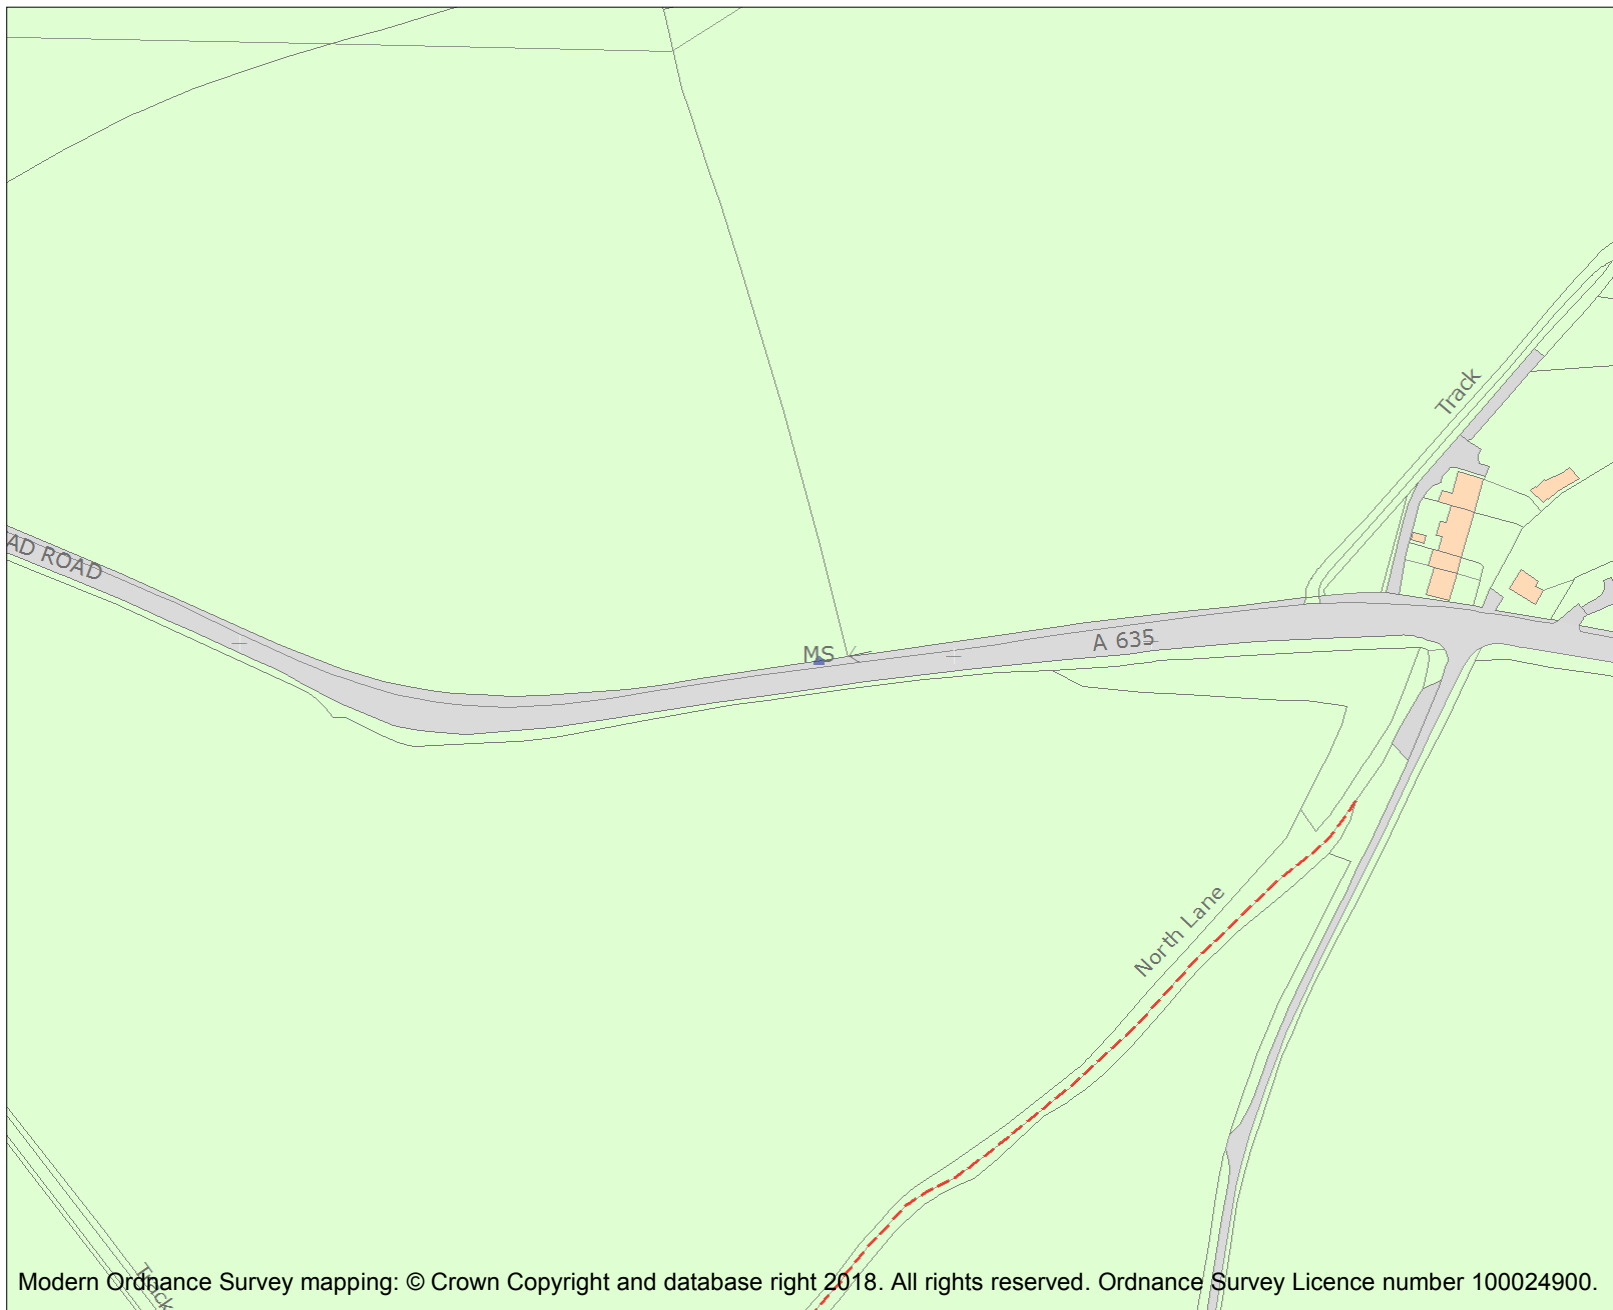 Track
AD ROAD
A 635
MS
North Lane
Track
Modern Ordnance Survey mapping: © Crown Copyright and database right 2018. All rights reserved. Ordnance Survey Licence number 100024900.